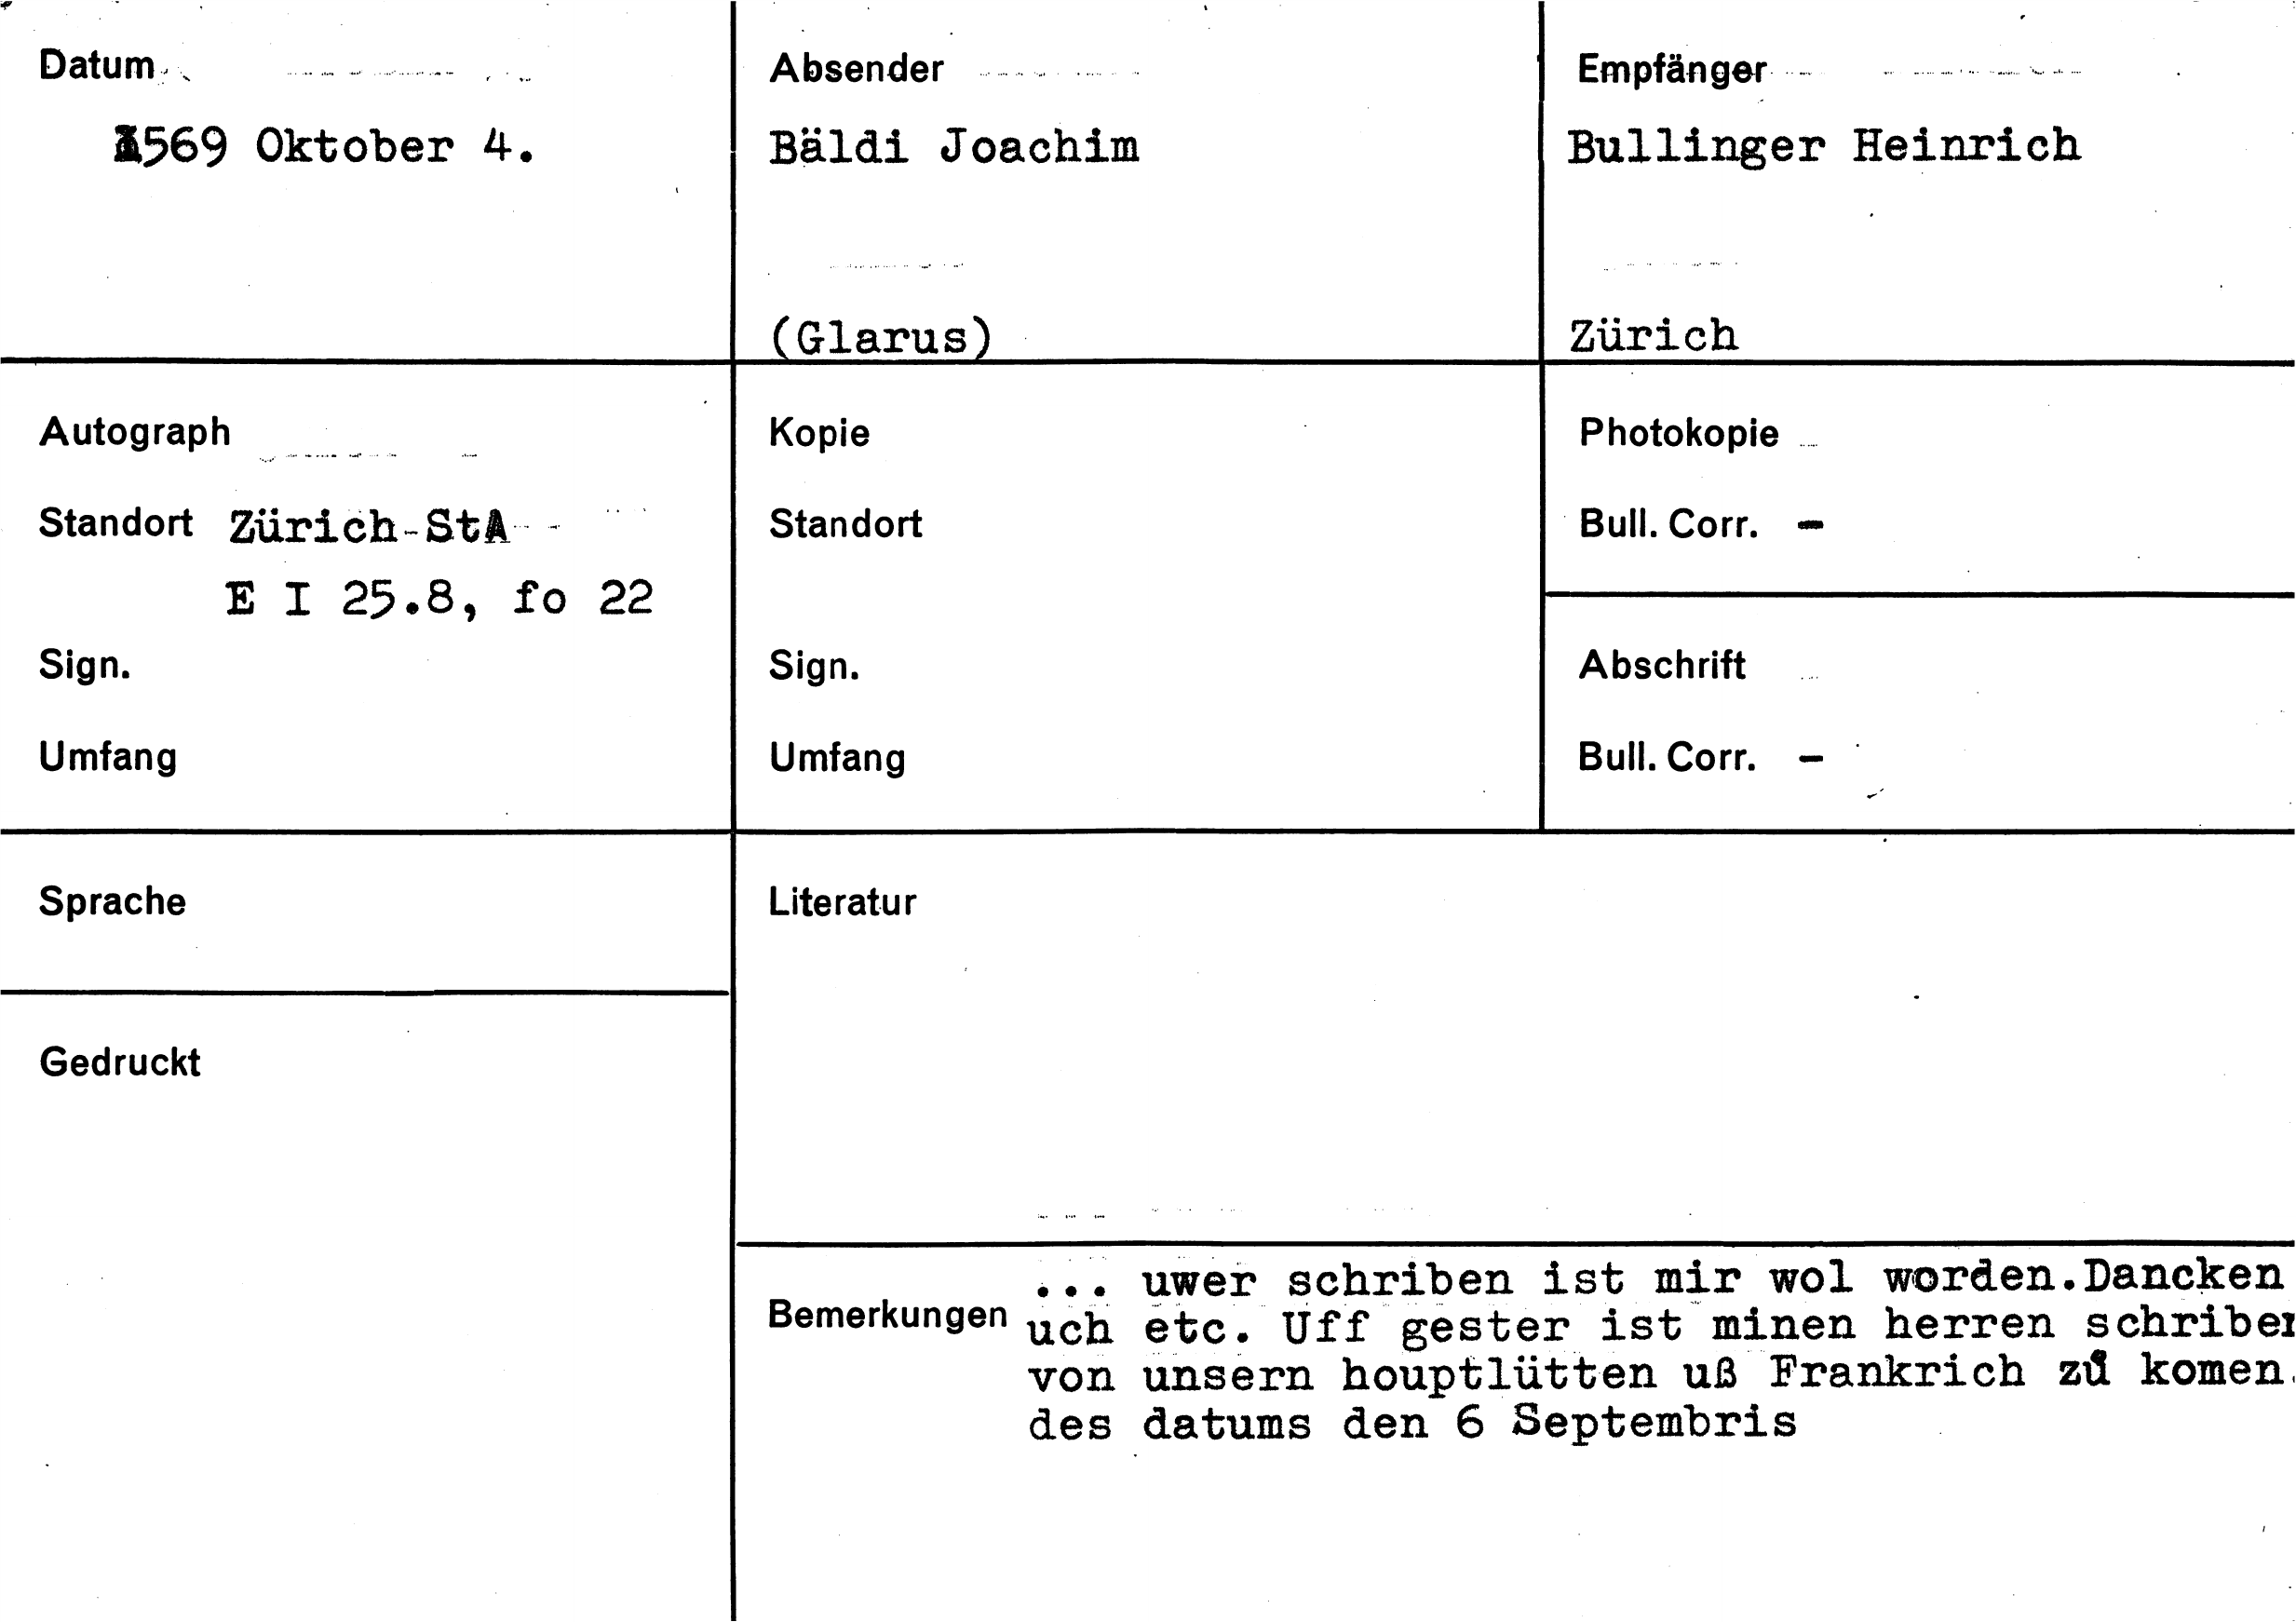 Datum
1569 Oktober 4.
Absender
Bäldi Joachim
(Glarus)
Empfänger
Bullinger Heinrich
Zürich
Autograph
Standort Zürich-StA
E I 25.8, fo 22
Sign.
Umfang
Kopie
Standort
Sign.
Umfang
Photokopie
Bull. Corr. -
Abschrift
Bull. Corr. -
Sprache
Gedruckt
Literatur
Bemerkungen
... uwer schriben ist mir wol worden.Dancken
uch etc. Uff gester ist minen herren schriben
von unsern houptlütten uß Frankrich zů komen.
des datums den 6 Septembris